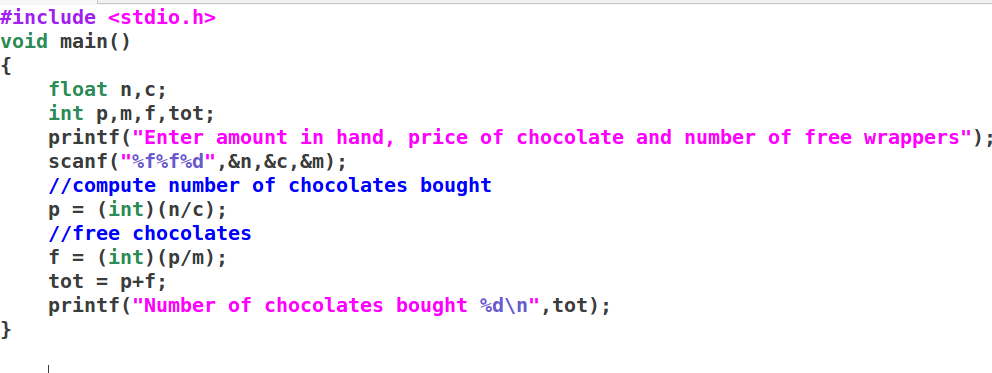 #include <stdio.h>
void main()
{
    float n,c;
    int p,m,f,tot;
    printf("Enter amount in hand, price of chocolate and number of free wrappers");
    scanf("%f%f%d",&n,&c,&m);
    //compute number of chocolates bought
    p = (int)(n/c);
    //free chocolates
    f = (int)(p/m);
    tot = p+f;
    printf("Number of chocolates bought %d\n",tot);
}